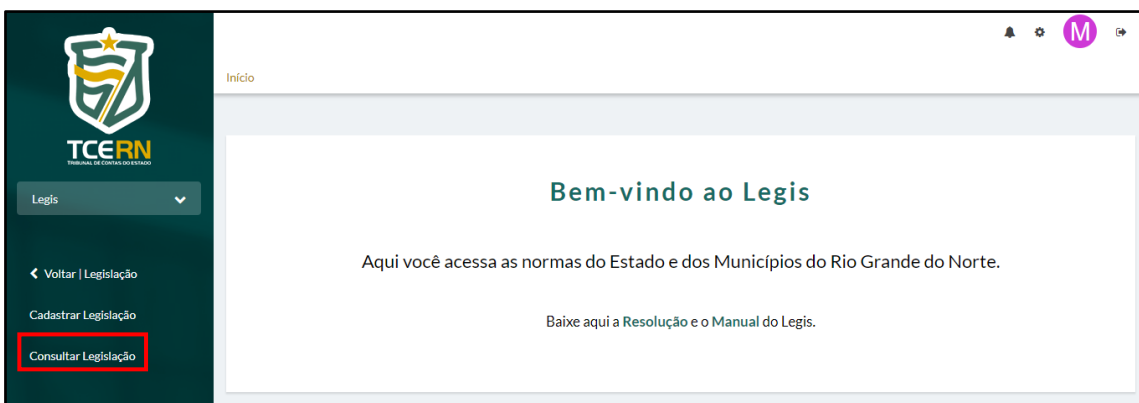 TCERN
TRIBUNAL DE CONTAS DO ESTADO
Legis
Voltar | Legislação
Cadastrar Legislação
Consultar Legislação
M
Início
Bem-vindo ao Legis
Aqui você acessa as normas do Estado e dos Municípios do Rio Grande do Norte.
Baixe aqui a Resolução e o Manual do Legis.